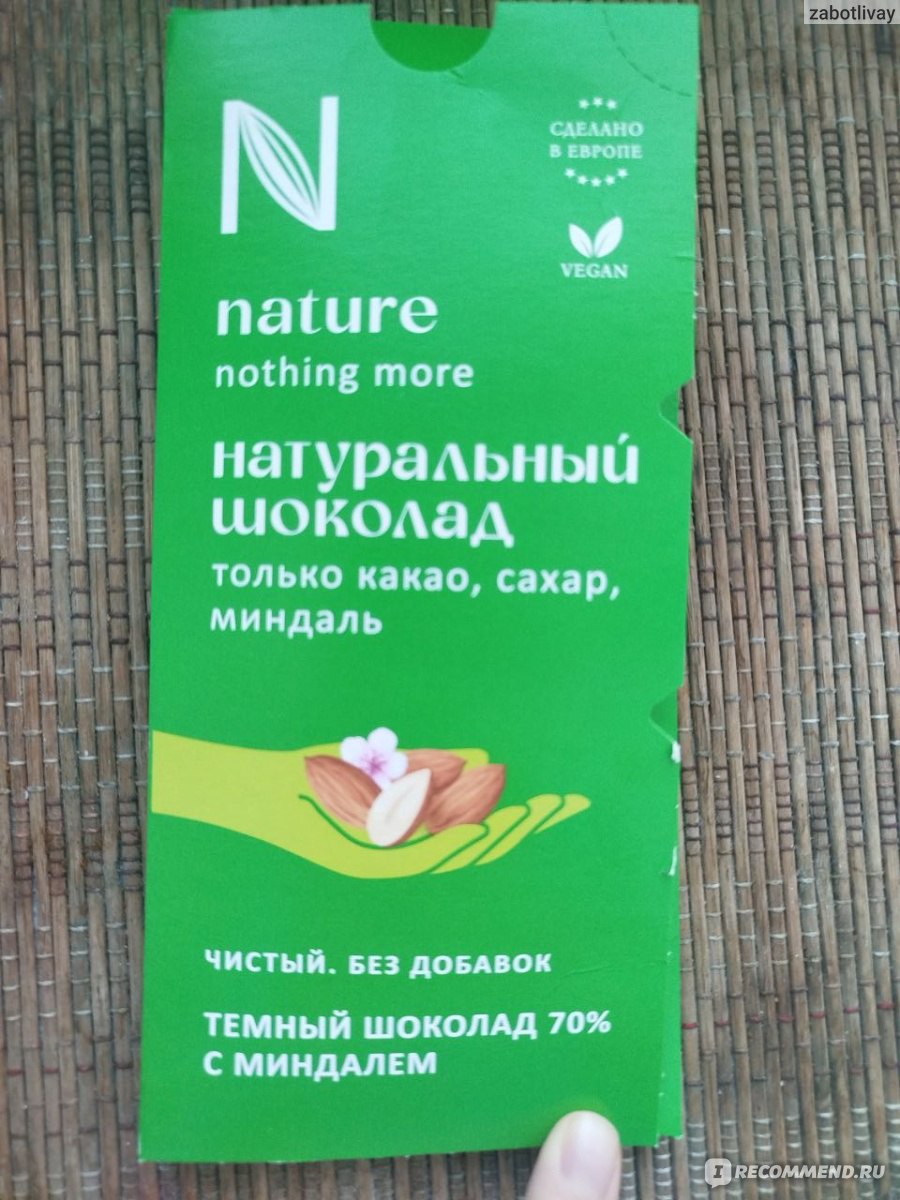 zabotlivay
N
СДЕЛАНО
В ЕВРОПЕ
VEGAN
nature
nothing more
натуральный
шоколад
только какао, сахар,
миндаль
ЧИСТЫЙ. БЕЗ ДОБАВОК
ТЕМНЫЙ ШОКОЛАД 70%
С МИНДАЛЕМ
IRECOMMEND.RU